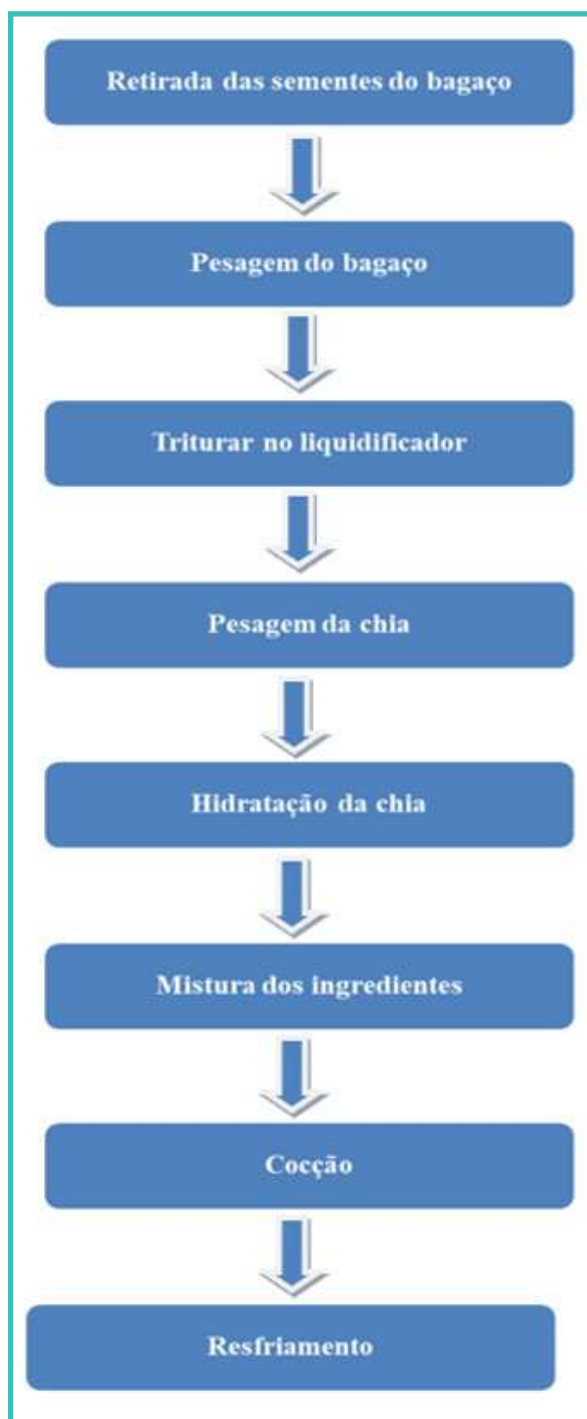 Retirada das sementes do bagaço
Pesagem do bagaço
Triturar no liquidificador
Pesagem da chia
Hidratação da chia
Mistura dos ingredientes
Cocção
Resfriamento